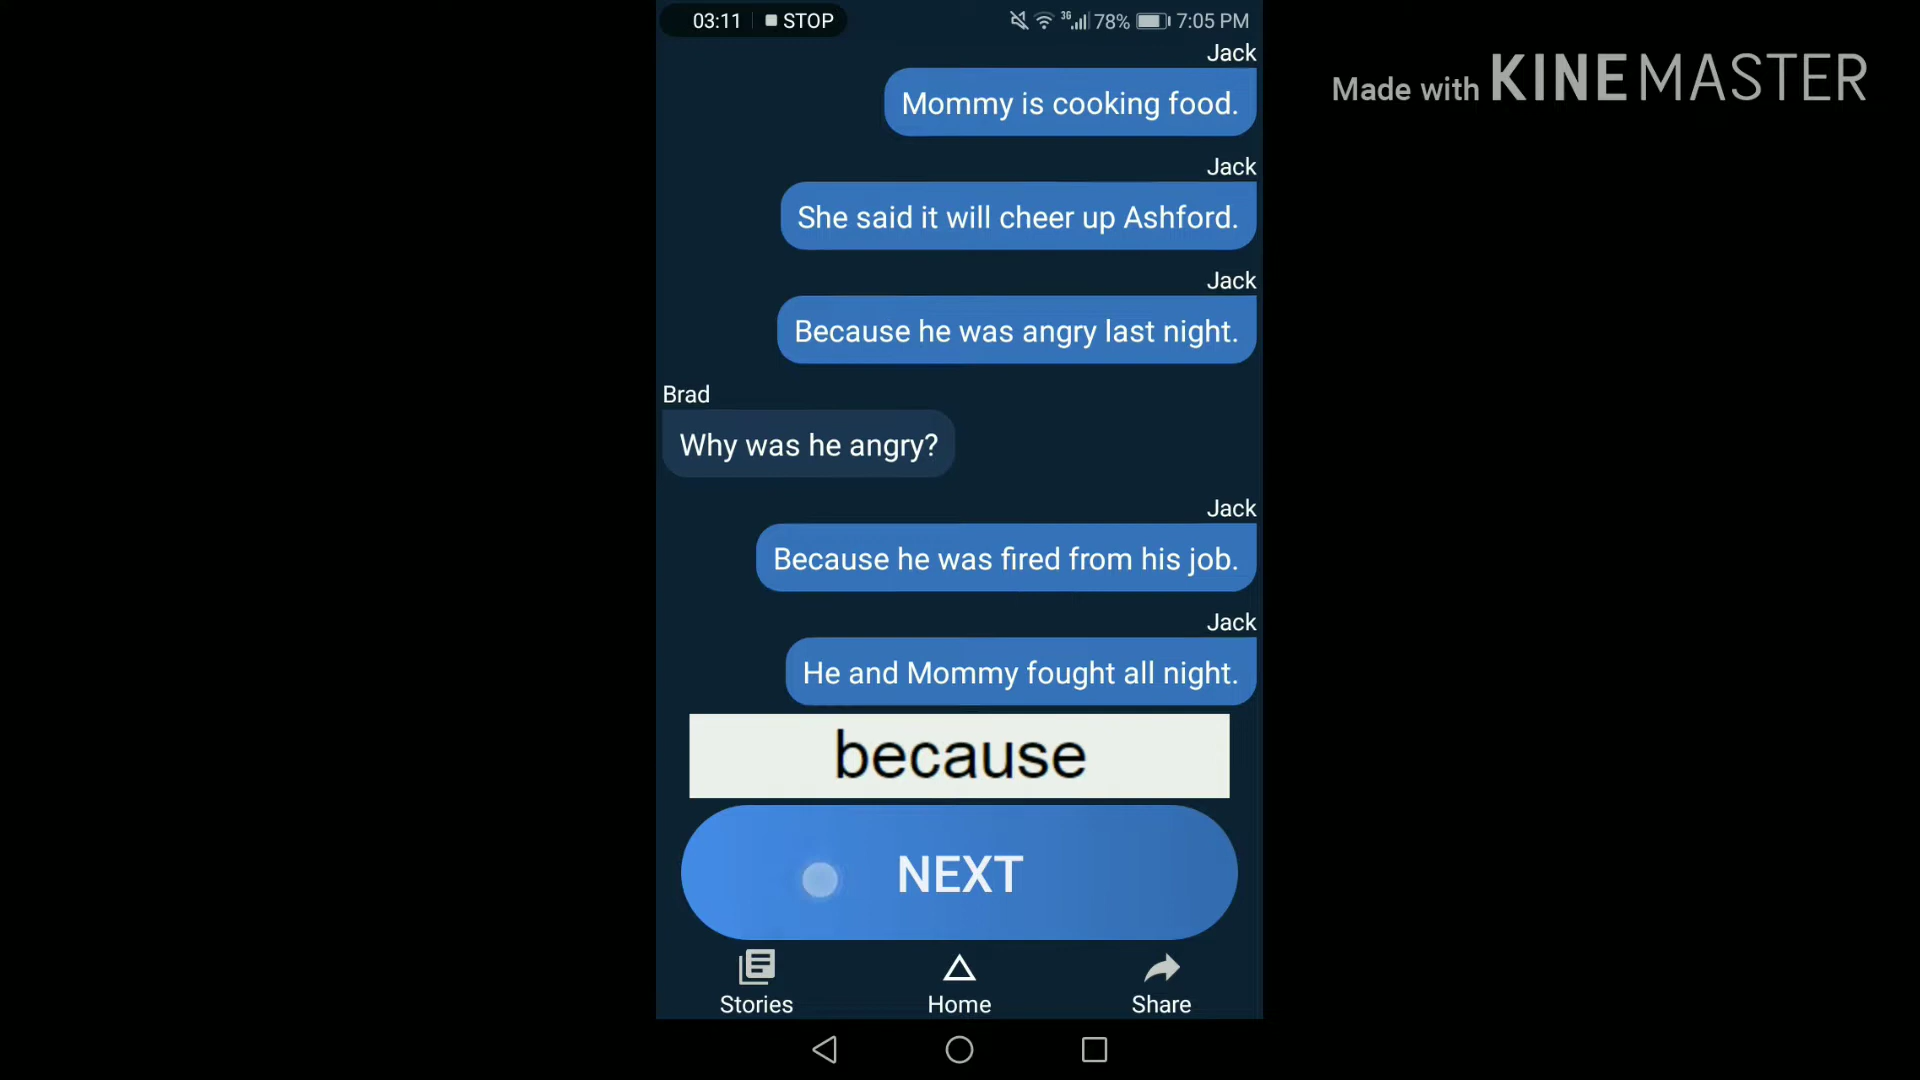 03:11 STOP 3G 78% 7:05 PM
Made with KINEMASTER
Jack
Mommy is cooking food.
Jack
She said it will cheer up Ashford.
Jack
Because he was angry last night.
Brad
Why was he angry?
Jack
Because he was fired from his job.
Jack
He and Mommy fought all night.
because
NEXT
Stories Home Share